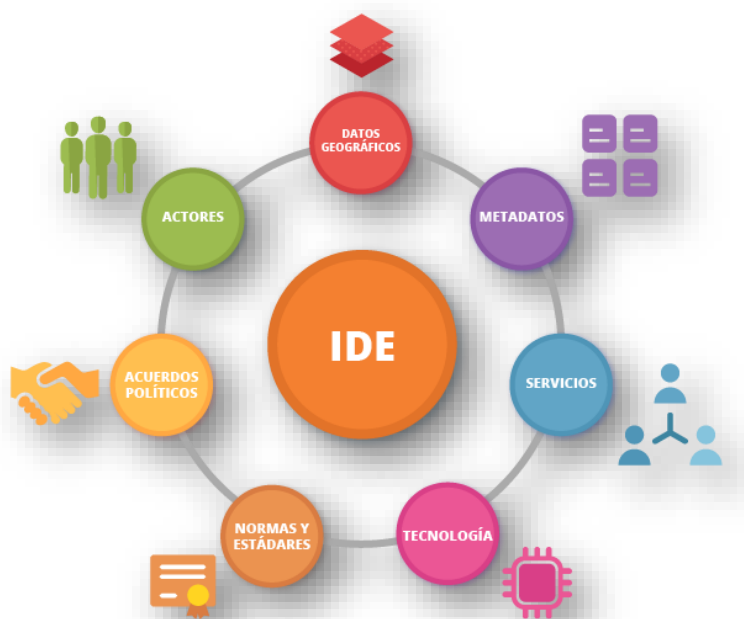 DATOS
GEOGRÁFICOS
METADATOS
SERVICIOS
TECNOLOGÍA
NORMAS Y
ESTÁDARES
ACUERDOS
POLÍTICOS
ACTORES
IDE